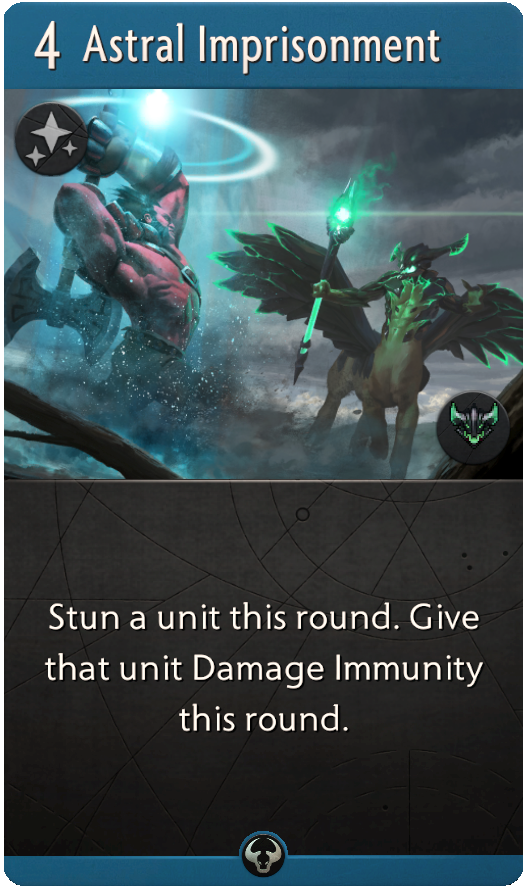 4 Astral Imprisonment
Stun a unit this round. Give
that unit Damage Immunity
this round.